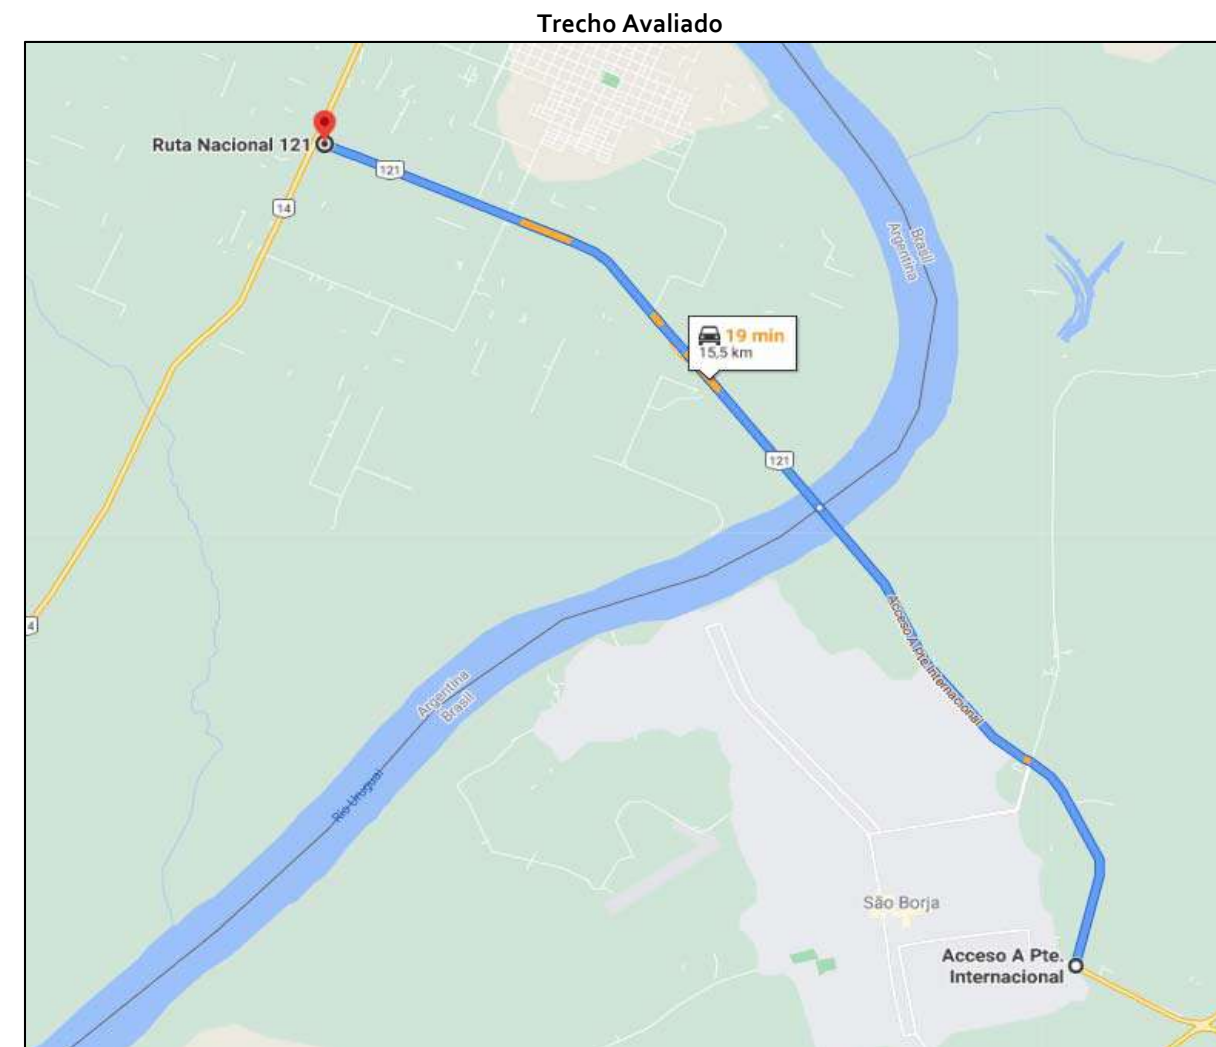 Trecho Avaliado
Ruta Nacional 121
121
14
Brasil
Argentina
19 min
15,5 km
121
4
Acceso A Pte. Internacional
Argentina
Brasil
Rio Uruguai
São Borja
Acceso A Pte.
Internacional